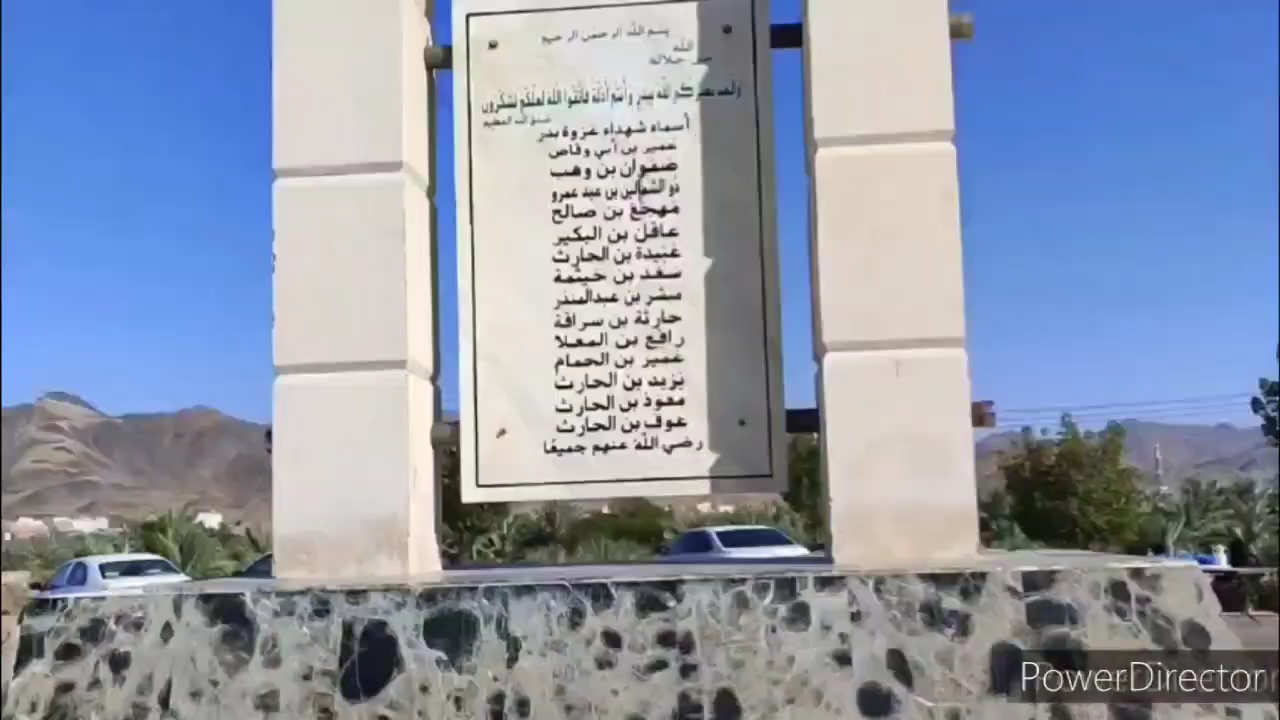 بسم الله الرحمن الرحيم
الله
جل جلاله
ولقد نصركم الله ببدر وأنتم أذلة فاتقوا الله لعلكم تشكرون
صدق الله العظيم
أسماء شهداء غزوة بدر
عمير بن أبي وقاص
صفوان بن وهب
ذو الشمالين بن عبد عمرو
مهجع بن صالح
عاقل بن البكير
عبيدة بن الحارث
سعد بن خيثمة
مبشر بن عبدالمنذر
حارثة بن سراقة
رافع بن المعلا
عمير بن الحمام
يزيد بن الحارث
معوذ بن الحارث
عوف بن الحارث
رضي الله عنهم جميعًا
PowerDirector